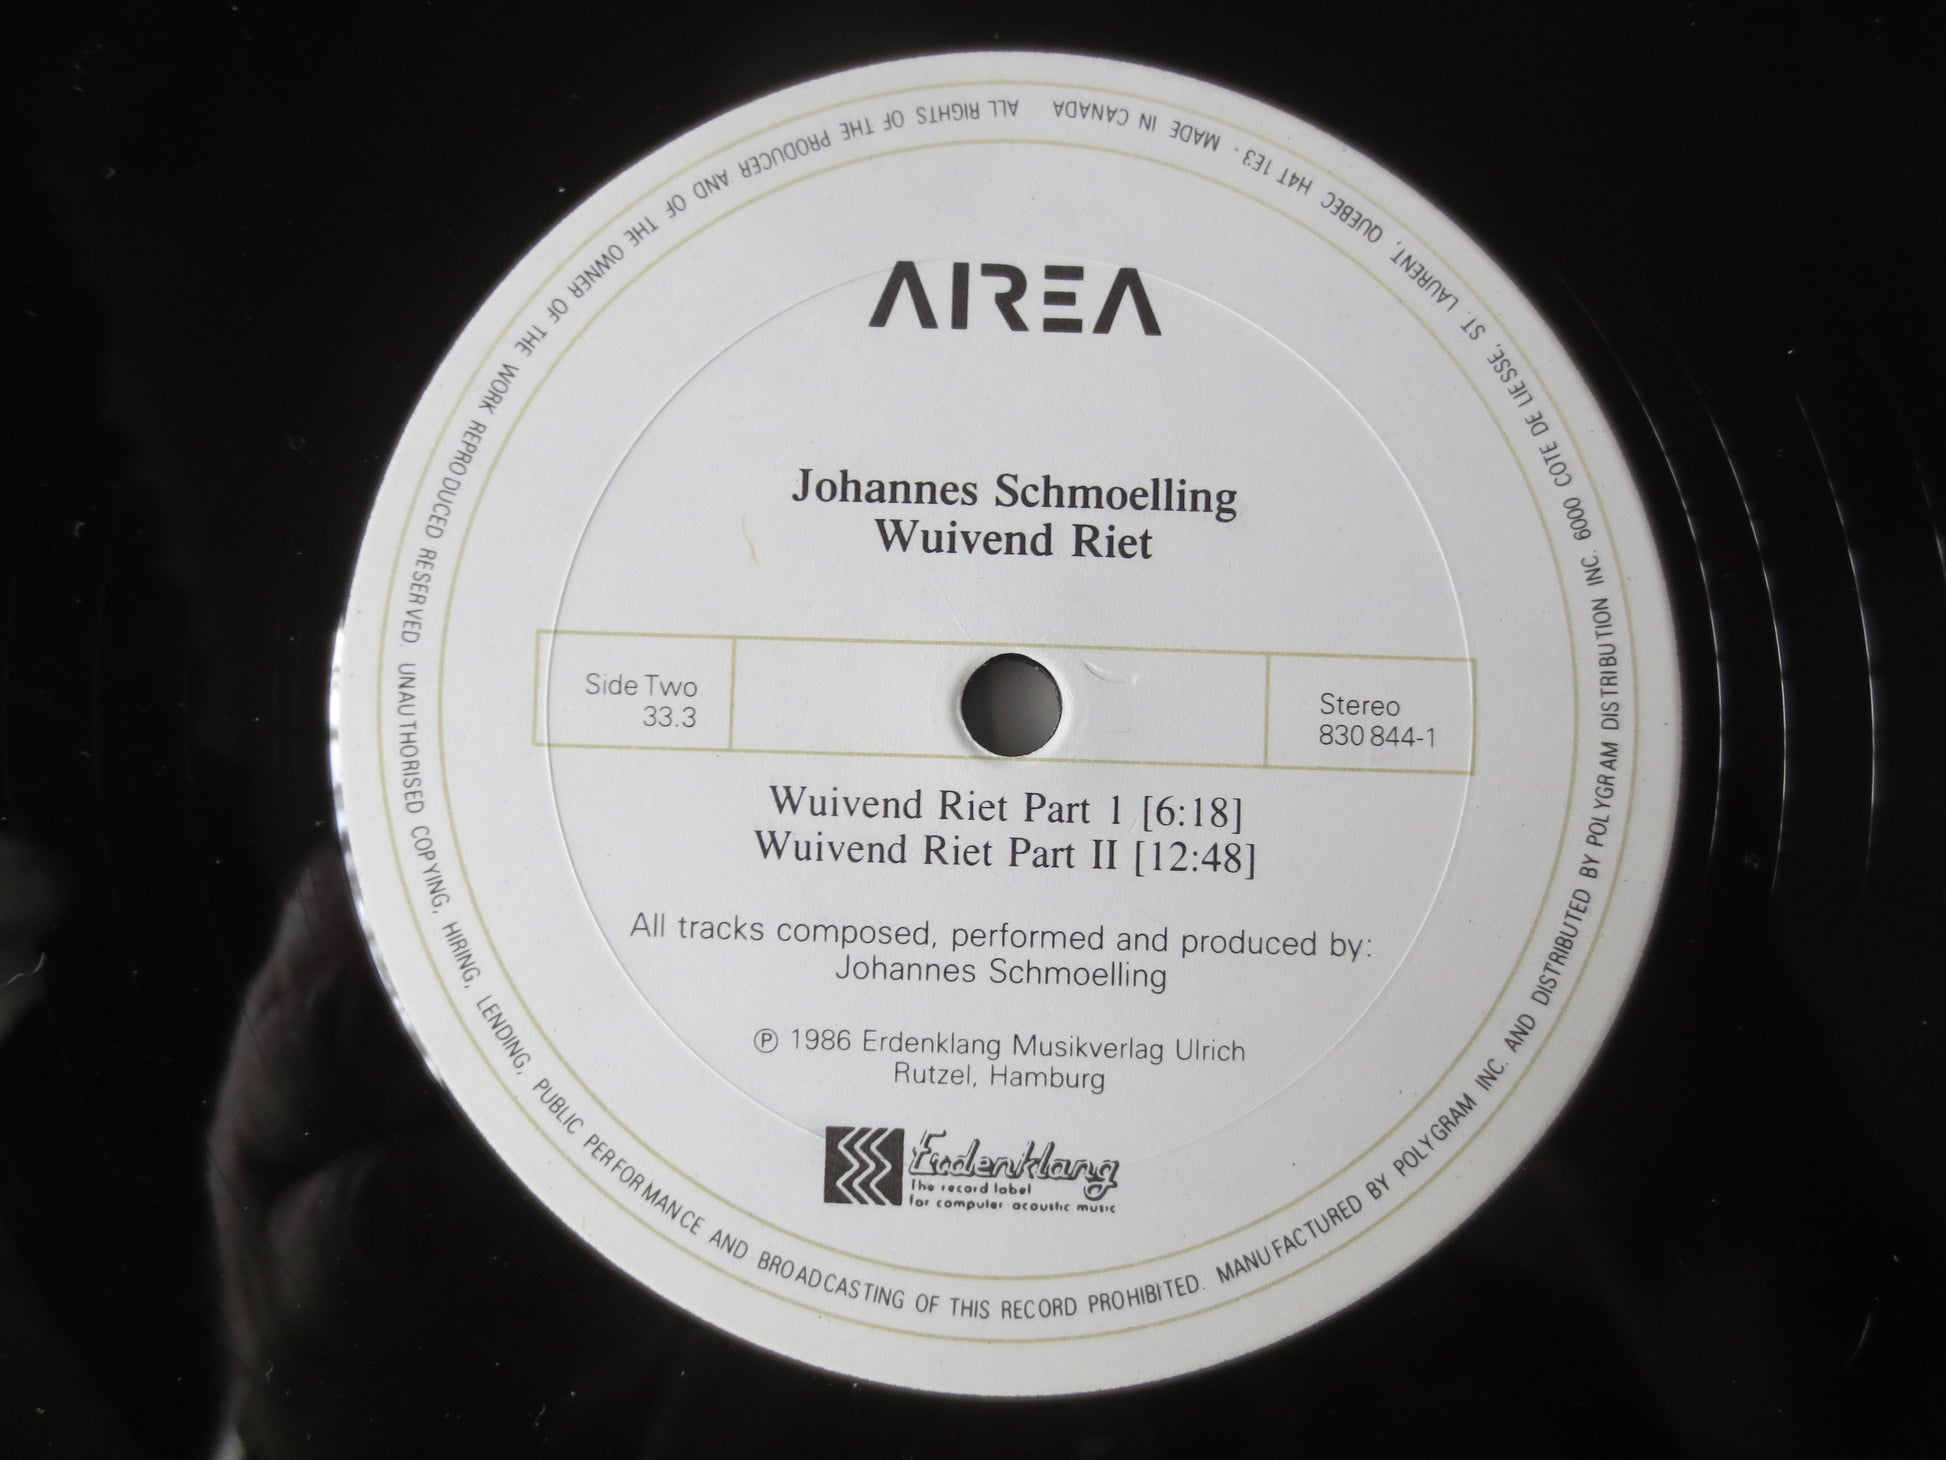 AIREA
Johannes Schmoelling
Wuivend Riet
Side Two
33.3
Stereo
830 844-1
Wuivend Riet Part 1 [6:18]
Wuivend Riet Part II [12:48]
All tracks composed, performed and produced by:
Johannes Schmoelling
℗ 1986 Erdenklang Musikverlag Ulrich
Rutzel, Hamburg
Erdenklang
The record label
for computer acoustic music
ALL RIGHTS OF THE PRODUCER AND OF THE OWNER OF THE WORK REPRODUCED RESERVED. UNAUTHORISED COPYING, HIRING, LENDING, PUBLIC PERFORMANCE AND BROADCASTING OF THIS RECORD PROHIBITED. MANUFACTURED BY POLYGRAM INC. AND DISTRIBUTED BY POLYGRAM DISTRIBUTION INC. 6000 COTE DE LIESSE, ST. LAURENT, QUEBEC H4T 1E3 - MADE IN CANADA